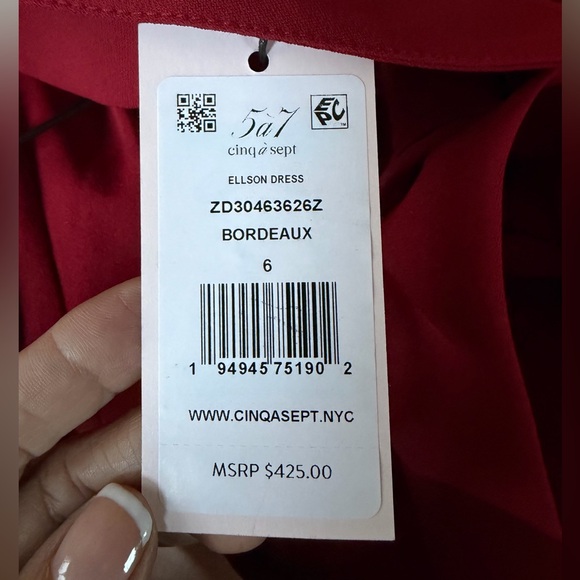 5à7
EPC
cinq à sept
ELLSON DRESS
ZD30463626Z
BORDEAUX
6
1 94945 75190 2
WWW.CINQASEPT.NYC
MSRP $425.00